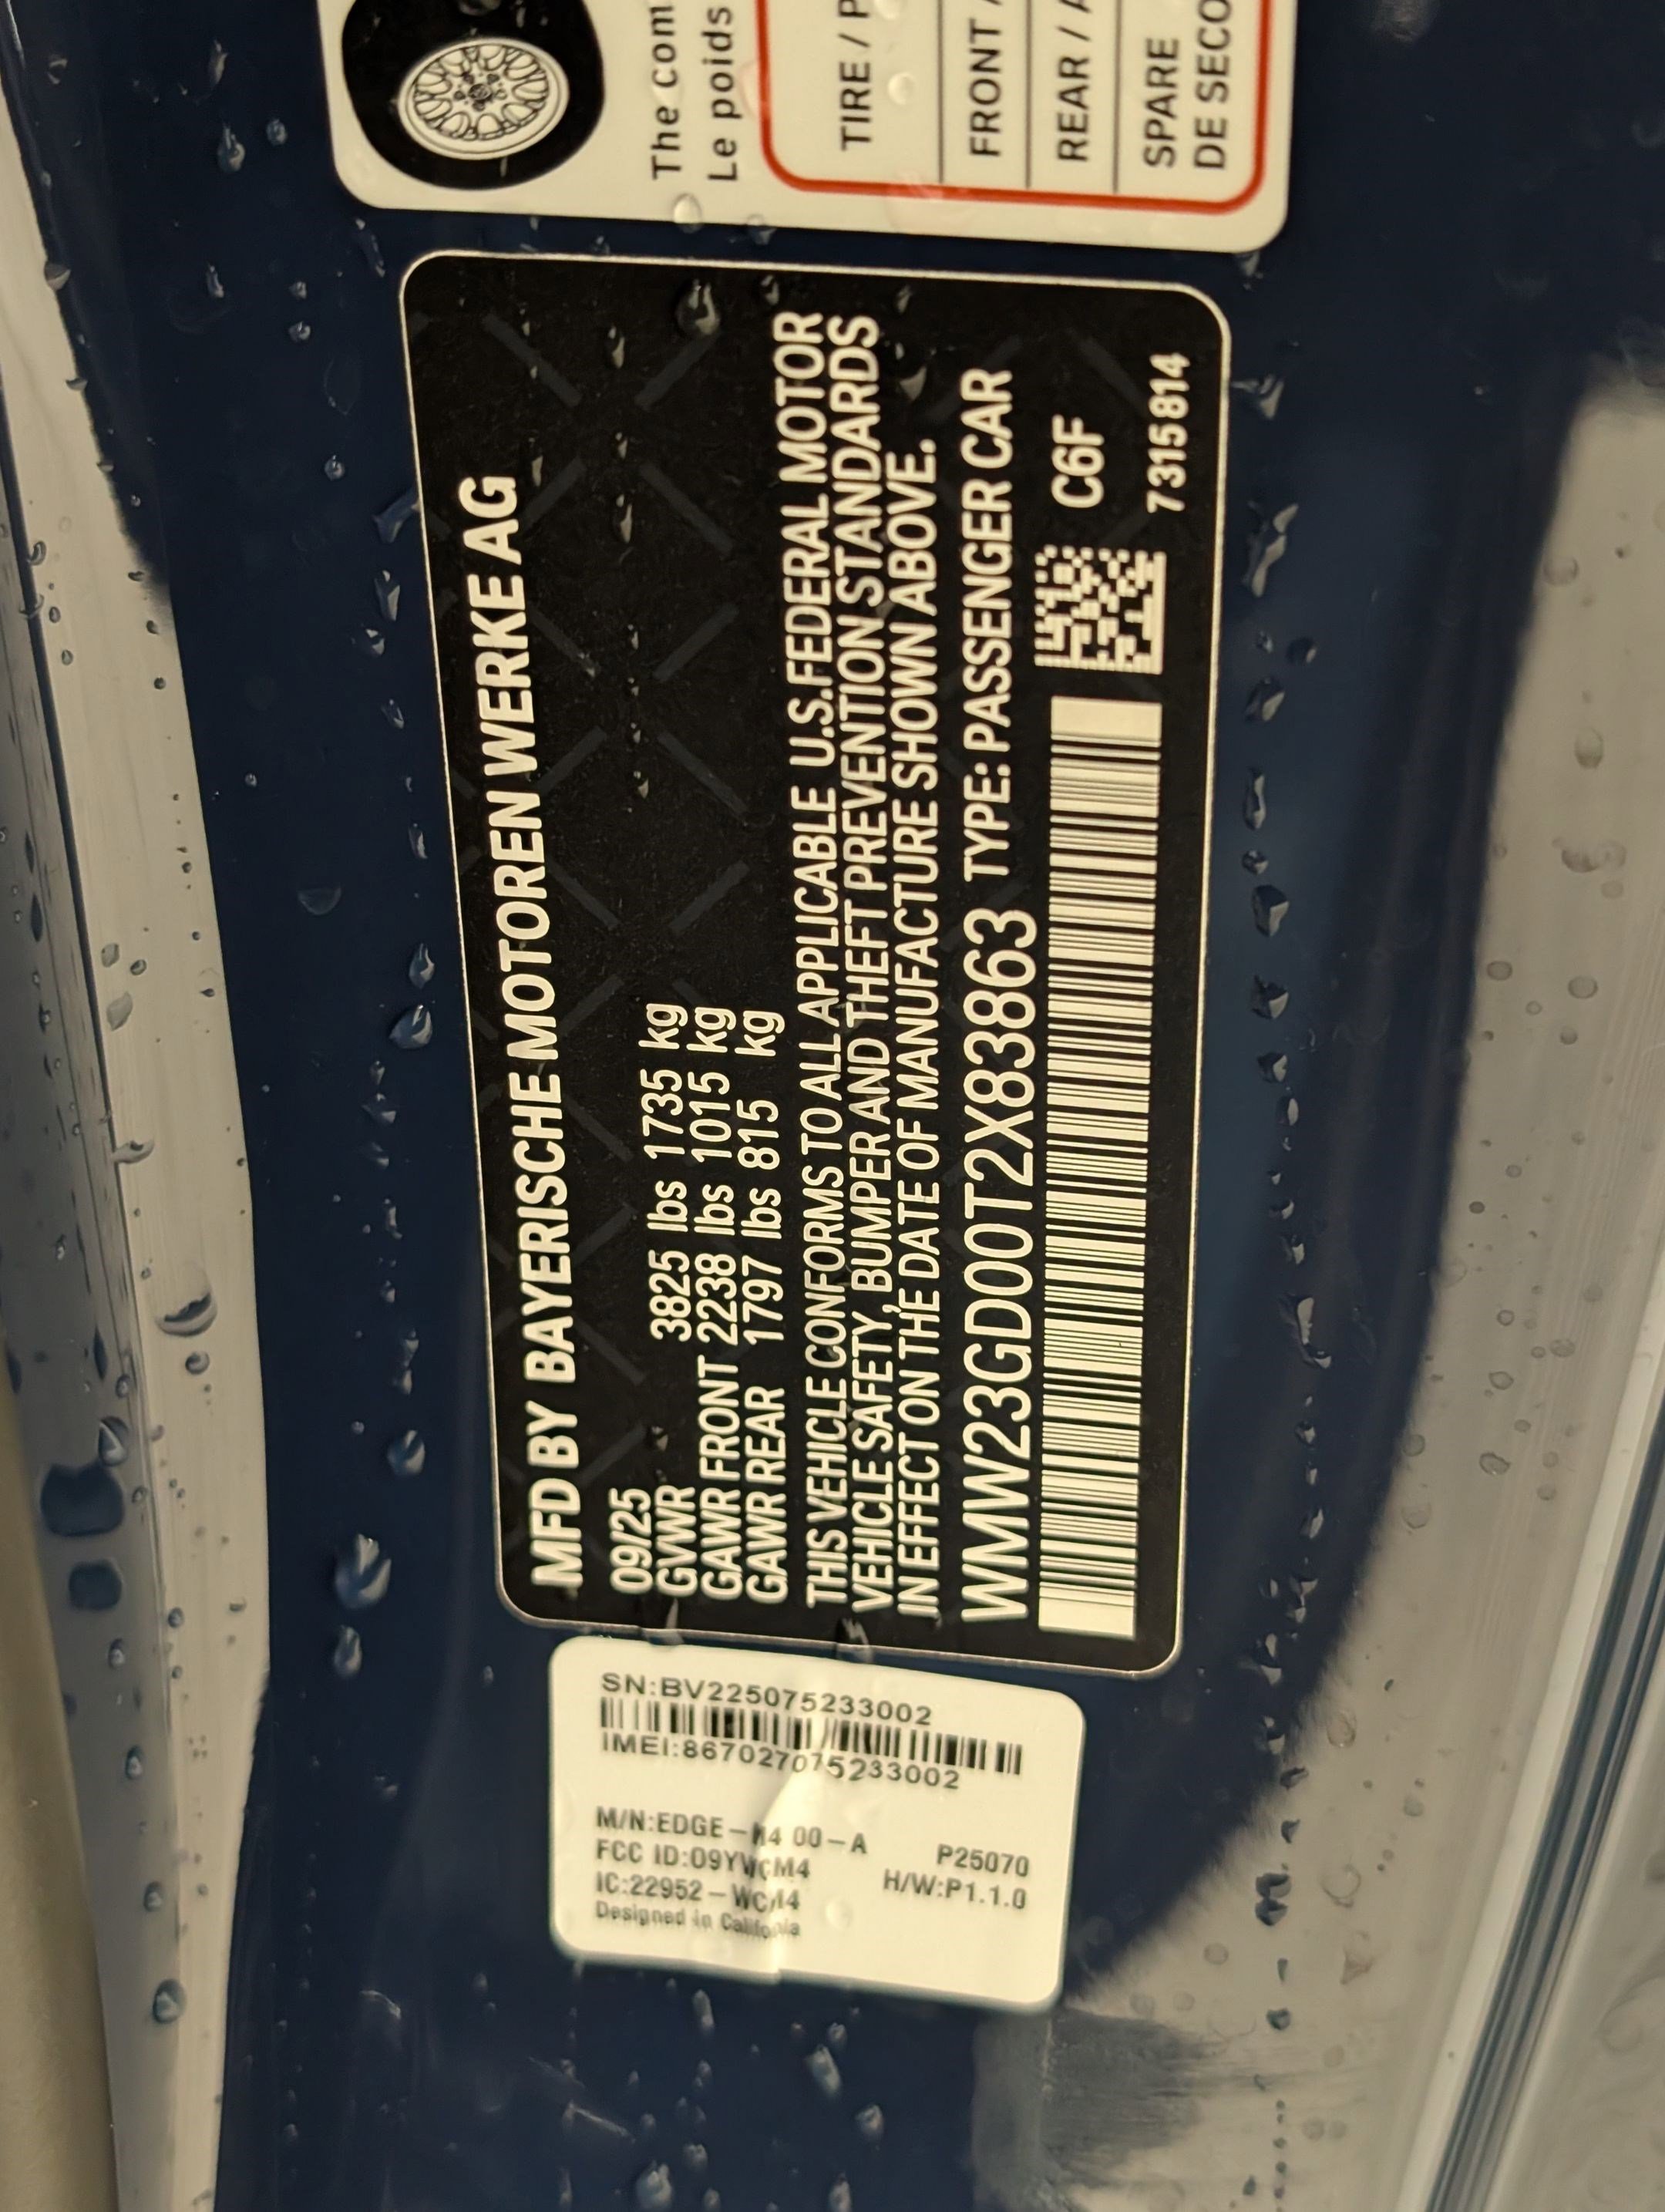 The com
Le poids
TIRE / P
FRONT /
REAR / A
SPARE
DE SECO
MFD BY BAYERISCHE MOTOREN WERKE AG
09/25
GVWR 3825 lbs 1735 kg
GAWR FRONT 2238 lbs 1015 kg
GAWR REAR 1797 lbs 815 kg
THIS VEHICLE CONFORMS TO ALL APPLICABLE U.S.FEDERAL MOTOR
VEHICLE SAFETY, BUMPER AND THEFT PREVENTION STANDARDS
IN EFFECT ON THE DATE OF MANUFACTURE SHOWN ABOVE.
WMW23GD00T2X83863 TYPE: PASSENGER CAR
C6F
7315814
SN:BV225075233002
IMEI:867027075233002
M/N:EDGE-
00-A
FCC ID:
IC:22952-
Designed in California
P25070
H/W:P1.1.0